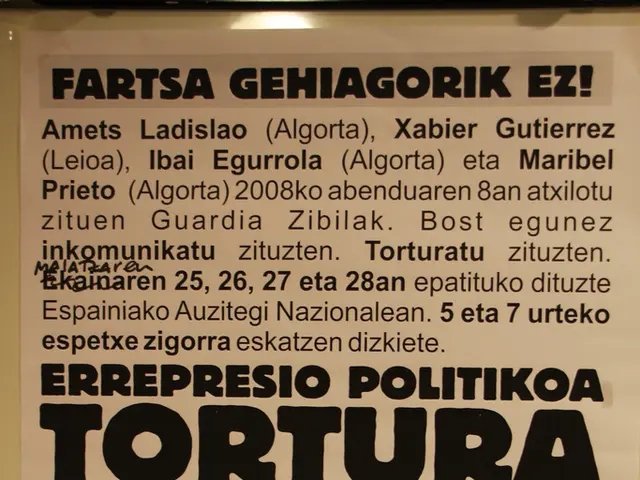 FARTSA GEHIAGORIK EZ!
Amets Ladislao (Algorta), Xabier Gutierrez
(Leioa), Ibai Egurrola (Algorta) eta Maribel
Prieto (Algorta) 2008ko abenduaren 8an atxilotu
zituen Guardia Zibilak. Bost egunez
inkomunikatu zituzten. Torturatu zituzten.
MAIATZAREN
Ekainaren 25, 26, 27 eta 28an epatituko dituzte
Espainiako Auzitegi Nazionalean. 5 eta 7 urteko
espetxe zigorra eskatzen dizkiete.
ERREPRESIO POLITIKOA
TORTURA